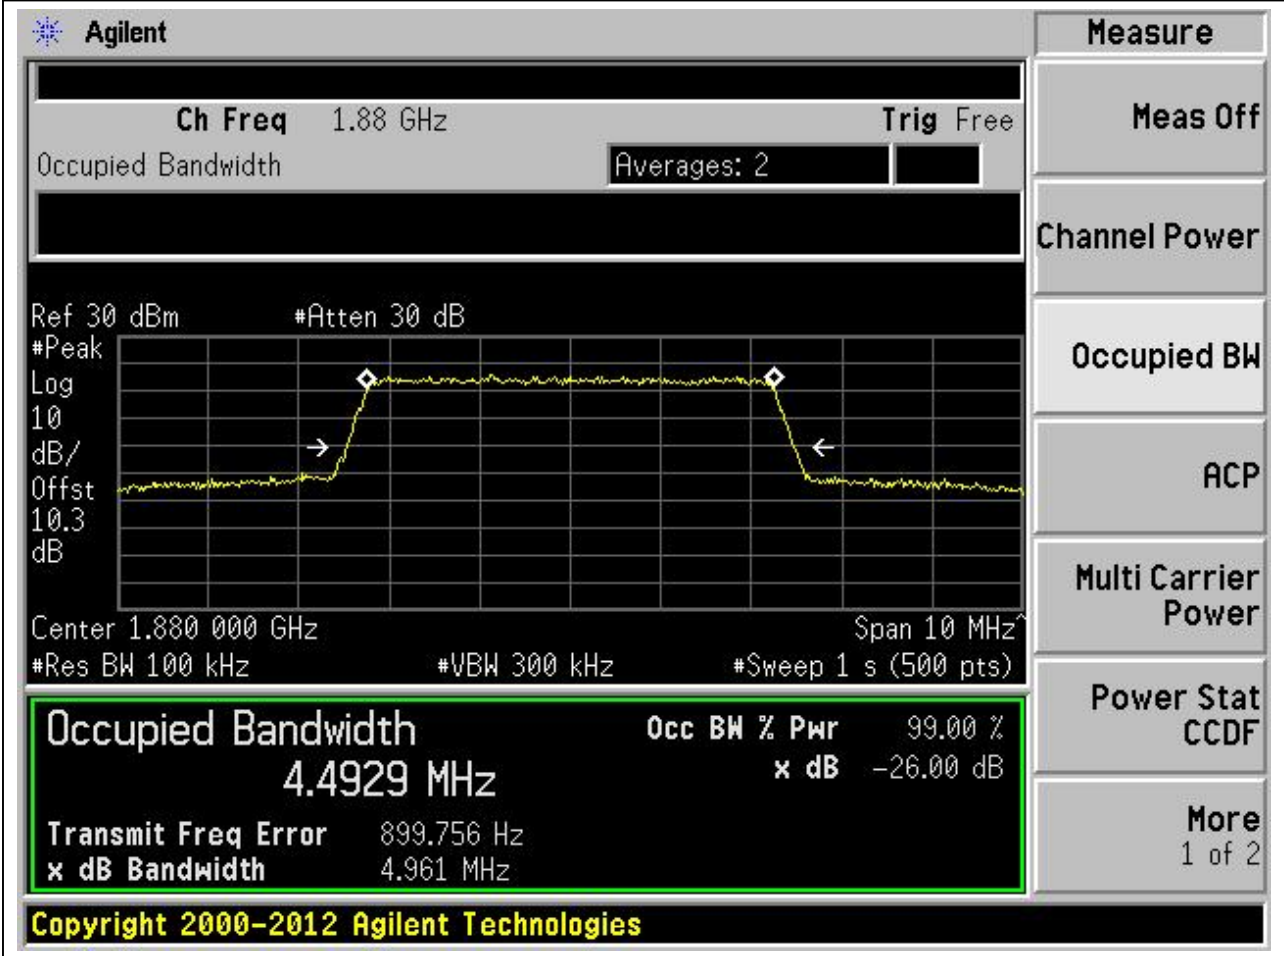 Agilent
Measure
Ch Freq 1.88 GHz Trig Free
Occupied Bandwidth Averages: 2
Meas Off
Channel Power
Occupied BW
ACP
Multi Carrier
Power
Power Stat
CCDF
More
1 of 2
Ref 30 dBm #Atten 30 dB
#Peak
Log
10
dB/
Offst
10.3
dB
Center 1.880 000 GHz Span 10 MHz^
#Res BW 100 kHz #VBW 300 kHz #Sweep 1 s (500 pts)
Occupied Bandwidth Occ BW % Pwr 99.00 %
4.4929 MHz x dB -26.00 dB
Transmit Freq Error 899.756 Hz
x dB Bandwidth 4.961 MHz
Copyright 2000-2012 Agilent Technologies